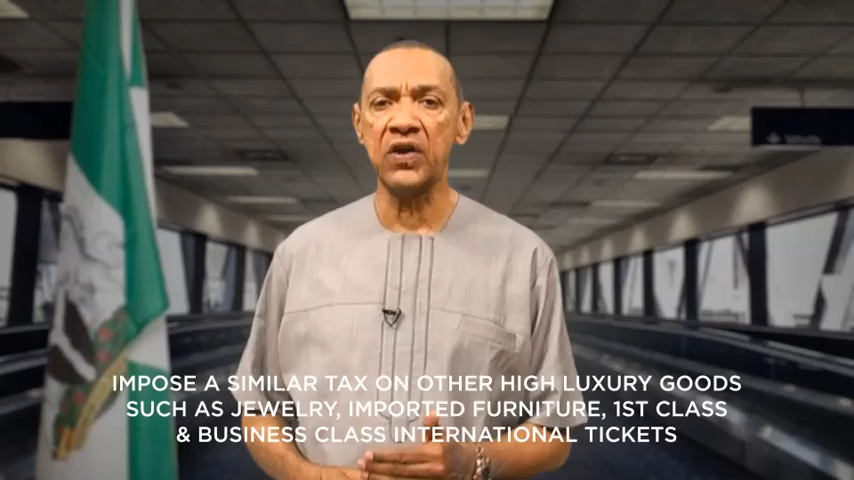 IMPOSE A SIMILAR TAX ON OTHER HIGH LUXURY GOODS
SUCH AS JEWELRY, IMPORTED FURNITURE, 1ST CLASS
& BUSINESS CLASS INTERNATIONAL TICKETS